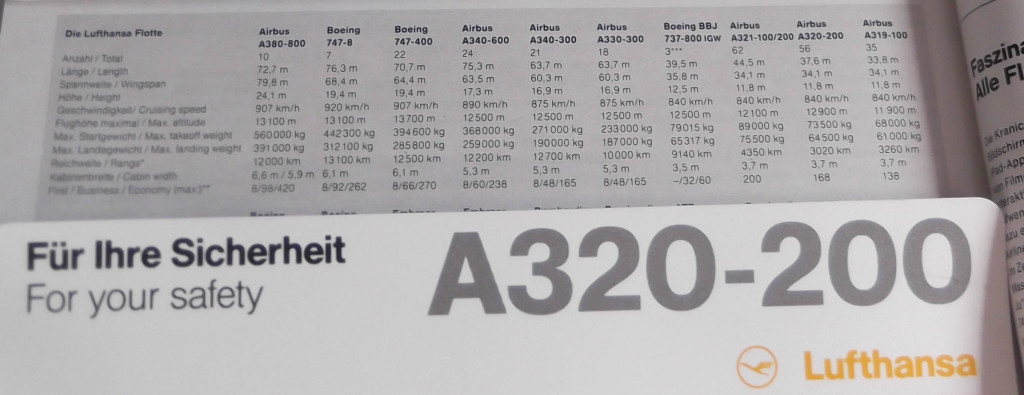 Die Lufthansa Flotte Airbus Boeing Boeing Airbus Airbus Airbus Boeing BBJ Airbus Airbus Airbus
A380-800 747-8 747-400 A340-600 A340-300 A330-300 737-800 IGW A321-100/200 A320-200 A319-100
Anzahl / Total 10 7 22 24 21 18 3*** 62 56 35
Länge / Length 72,7 m 76,3 m 70,7 m 75,3 m 63,7 m 63,7 m 39,5 m 44,5 m 37,6 m 33,8 m
Spannweite / Wingspan 79,8 m 68,4 m 64,4 m 63,5 m 60,3 m 60,3 m 35,8 m 34,1 m 34,1 m 34,1 m
Höhe / Height 24,1 m 19,4 m 19,4 m 17,3 m 16,9 m 16,9 m 12,5 m 11,8 m 11,8 m 11,8 m
Geschwindigkeit / Cruising speed 907 km/h 920 km/h 907 km/h 890 km/h 875 km/h 875 km/h 840 km/h 840 km/h 840 km/h 840 km/h
Flughöhe maximal / Max. altitude 13 100 m 13 100 m 13700 m 12500 m 12500 m 12500 m 12500 m 12 100 m 12900 m 11 900 m
Max. Startgewicht / Max. takeoff weight 560 000 kg 442 300 kg 394 600 kg 368 000 kg 271 000 kg 233 000 kg 79 015 kg 89 000 kg 73 500 kg 68 000 kg
Max. Landegewicht / Max. landing weight 391 000 kg 312 100 kg 285 800 kg 259 000 kg 190 000 kg 187 000 kg 65 317 kg 75 500 kg 64 500 kg 61 000 kg
Reichweite / Range* 12000 km 13 100 km 12 500 km 12 200 km 12 700 km 10 000 km 9140 km 4350 km 3020 km 3260 km
Kabinenbreite / Cabin width 6,6 m / 5,9 m 6,1 m 6,1 m 5,3 m 5,3 m 5,3 m 3,5 m 3,7 m 3,7 m 3,7 m
First / Business / Economy (max.)** 8/98/420 8/92/262 8/66/270 8/60/238 8/48/165 8/48/165 –/32/60 200 168 138
Faszina
Alle Fl
Für Ihre Sicherheit
For your safety
A320-200
Lufthansa